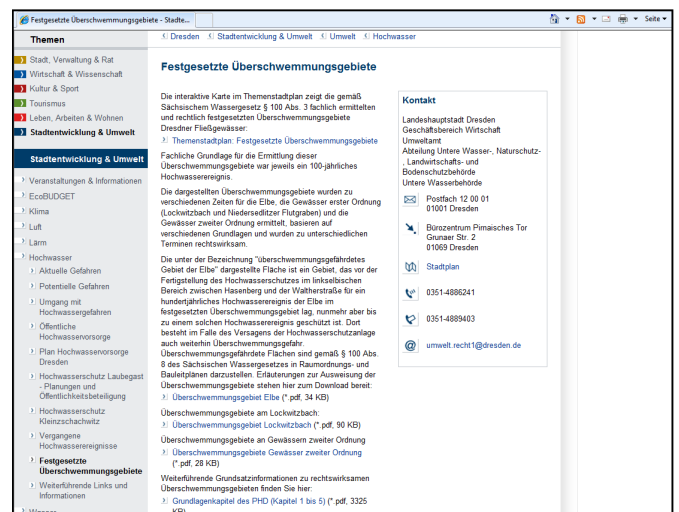 Festgesetzte Überschwemmungsgebiete - Stadte...
Seite
Themen
Stadt, Verwaltung & Rat
Wirtschaft & Wissenschaft
Kultur & Sport
Tourismus
Leben, Arbeiten & Wohnen
Stadtentwicklung & Umwelt
Stadtentwicklung & Umwelt
Veranstaltungen & Informationen
EcoBUDGET
Klima
Luft
Lärm
Hochwasser
Aktuelle Gefahren
Potentielle Gefahren
Umgang mit
Hochwassergefahren
Öffentliche
Hochwasservorsorge
Plan Hochwasservorsorge
Dresden
Hochwasserschutz Laubegast
- Planungen und
Öffentlichkeitsbeteiligung
Hochwasserschutz
Kleinzschachwitz
Vergangene
Hochwasserereignisse
Festgesetzte
Überschwemmungsgebiete
Weiterführende Links und
Informationen
Wasser
Dresden Stadtentwicklung & Umwelt Umwelt Hochwasser
Festgesetzte Überschwemmungsgebiete
Die interaktive Karte im Themenstadtplan zeigt die gemäß
Sächsischem Wassergesetz § 100 Abs. 3 fachlich ermittelten
und rechtlich festgesetzten Überschwemmungsgebiete
Dresdner Fließgewässer:
Themenstadtplan: Festgesetzte Überschwemmungsgebiete
Fachliche Grundlage für die Ermittlung dieser
Überschwemmungsgebiete war jeweils ein 100-jährliches
Hochwasserereignis.
Die dargestellten Überschwemmungsgebiete wurden zu
verschiedenen Zeiten für die Elbe, die Gewässer erster Ordnung
(Lockwitzbach und Niedersedlitzer Flutgraben) und die
Gewässer zweiter Ordnung ermittelt, basieren auf
verschiedenen Grundlagen und wurden zu unterschiedlichen
Terminen rechtswirksam.
Die unter der Bezeichnung "überschwemmungsgefährdetes
Gebiet der Elbe" dargestellte Fläche ist ein Gebiet, das vor der
Fertigstellung des Hochwasserschutzes im linkselbischen
Bereich zwischen Hasenberg und der Waltherstraße für ein
hundertjährliches Hochwasserereignis der Elbe im
festgesetzten Überschwemmungsgebiet lag, nunmehr aber bis
zu einem solchen Hochwasserereignis geschützt ist. Dort
besteht im Falle des Versagens der Hochwasserschutzanlage
auch weiterhin Überschwemmungsgefahr.
Überschwemmungsgefährdete Flächen sind gemäß § 100 Abs.
8 des Sächsischen Wassergesetzes in Raumordnungs- und
Bauleitplänen darzustellen. Erläuterungen zur Ausweisung der
Überschwemmungsgebiete stehen hier zum Download bereit:
Überschwemmungsgebiet Elbe (*.pdf, 34 KB)
Überschwemmungsgebiete am Lockwitzbach:
Überschwemmungsgebiet Lockwitzbach (*.pdf, 90 KB)
Überschwemmungsgebiete an Gewässern zweiter Ordnung
Überschwemmungsgebiete Gewässer zweiter Ordnung
(*.pdf, 28 KB)
Weiterführende Grundsatzinformationen zu rechtswirksamen
Überschwemmungsgebieten finden Sie hier:
Grundlagenkapitel des PHD (Kapitel 1 bis 5) (*.pdf, 3325
KB)
Kontakt
Landeshauptstadt Dresden
Geschäftsbereich Wirtschaft
Umweltamt
Abteilung Untere Wasser-, Naturschutz-
, Landwirtschafts- und
Bodenschutzbehörde
Untere Wasserbehörde
Postfach 12 00 01
01001 Dresden
Bürozentrum Pirnaisches Tor
Grunaer Str. 2
01069 Dresden
Stadtplan
0351-4886241
0351-4889403
umwelt.recht1@dresden.de